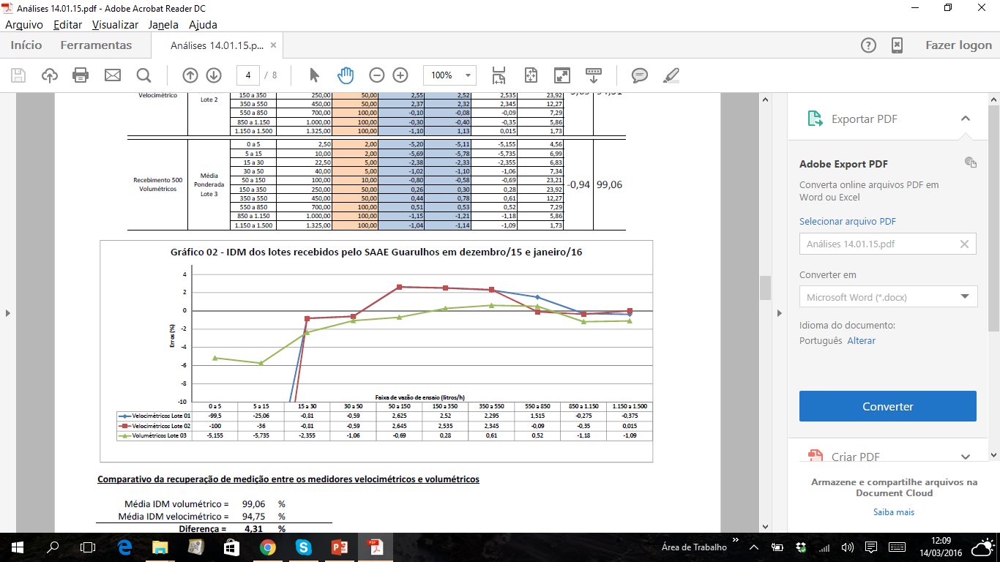 Análises 14.01.15.pdf - Adobe Acrobat Reader DC
Arquivo Editar Visualizar Janela Ajuda
Início Ferramentas Análises 14.01.15.p... × Fazer logon
4 / 8 100%
Velocimétrico Lote 2
150 a 350 250,00 50,00 2,55 2,52 2,535 23,92
350 a 550 450,00 50,00 2,37 2,32 2,345 12,27
550 a 850 700,00 100,00 -0,10 -0,08 -0,09 7,29
850 a 1.150 1.000,00 100,00 -0,30 -0,40 -0,35 5,86
1.150 a 1.500 1.325,00 100,00 -1,10 1,13 0,015 1,73
Recebimento 500
Volumétricos
Média
Ponderada
Lote 3
0 a 5 2,50 2,00 -5,20 -5,11 -5,155 4,56
5 a 15 10,00 2,00 -5,69 -5,78 -5,735 6,99
15 a 30 22,50 5,00 -2,38 -2,33 -2,355 6,83
30 a 50 40,00 5,00 -1,02 -1,10 -1,06 7,34
50 a 150 100,00 10,00 -0,80 -0,58 -0,69 23,21
150 a 350 250,00 50,00 0,26 0,30 0,28 23,92
350 a 550 450,00 50,00 0,44 0,78 0,61 12,27
550 a 850 700,00 100,00 0,51 0,53 0,52 7,29
850 a 1.150 1.000,00 100,00 -1,15 -1,21 -1,18 5,86
1.150 a 1.500 1.325,00 100,00 -1,04 -1,14 -1,09 1,73
-0,94 99,06
Gráfico 02 - IDM dos lotes recebidos pelo SAAE Guarulhos em dezembro/15 e janeiro/16
4
2
0
-2
-4
-6
-8
-10
Erros (%)
Faixa de vazão de ensaio (litros/h)
0 a 5 5 a 15 15 a 30 30 a 50 50 a 150 150 a 350 350 a 550 550 a 850 850 a 1.150 1.150 a 1.500
Velocimétricos Lote 01 -99,5 -25,06 -0,81 -0,59 2,625 2,52 2,295 1,515 -0,275 -0,375
Velocimétricos Lote 02 -100 -36 -0,81 -0,59 2,645 2,535 2,345 -0,09 -0,35 0,015
Volumétricos Lote 03 -5,155 -5,735 -2,355 -1,06 -0,69 0,28 0,61 0,52 -1,18 -1,09
Comparativo da recuperação de medição entre os medidores velocimétricos e volumétricos
Média IDM volumétrico = 99,06 %
Média IDM velocimétrico = 94,75 %
Diferença = 4,31 %
Exportar PDF
Adobe Export PDF
Converta online arquivos PDF em
Word ou Excel
Selecionar arquivo PDF
Análises 14.01.15.pdf
Converter em
Microsoft Word (*.docx)
Idioma do documento:
Português Alterar
Converter
Criar PDF
Armazene e compartilhe arquivos na
Document Cloud
Saiba mais
Área de Trabalho
12:09
14/03/2016